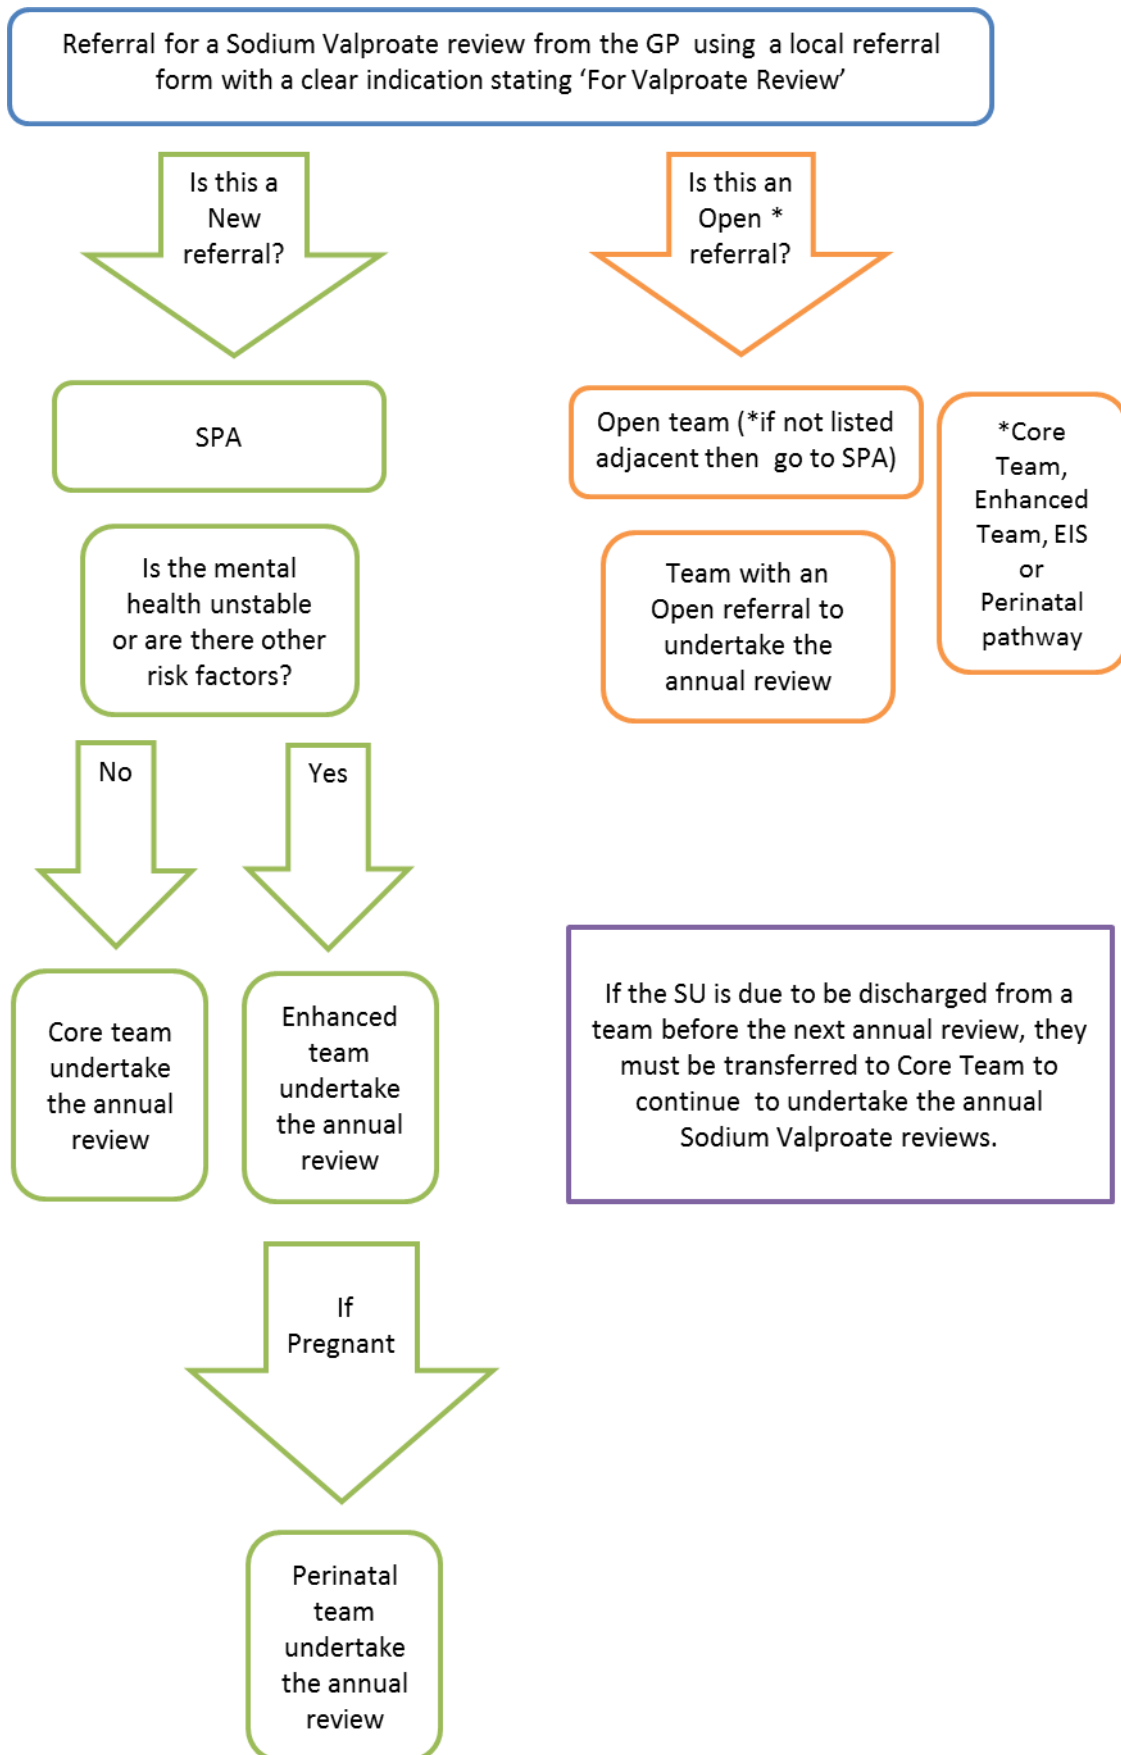 Referral for a Sodium Valproate review from the GP using a local referral
form with a clear indication stating ‘For Valproate Review’
Is this a
New
referral?
Is this an
Open *
referral?
SPA
Open team (*if not listed
adjacent then go to SPA)
*Core
Team,
Enhanced
Team, EIS
or
Perinatal
pathway
Is the mental
health unstable
or are there other
risk factors?
Team with an
Open referral to
undertake the
annual review
No
Yes
Core team
undertake
the annual
review
Enhanced
team
undertake
the annual
review
If the SU is due to be discharged from a
team before the next annual review, they
must be transferred to Core Team to
continue to undertake the annual
Sodium Valproate reviews.
If
Pregnant
Perinatal
team
undertake
the annual
review